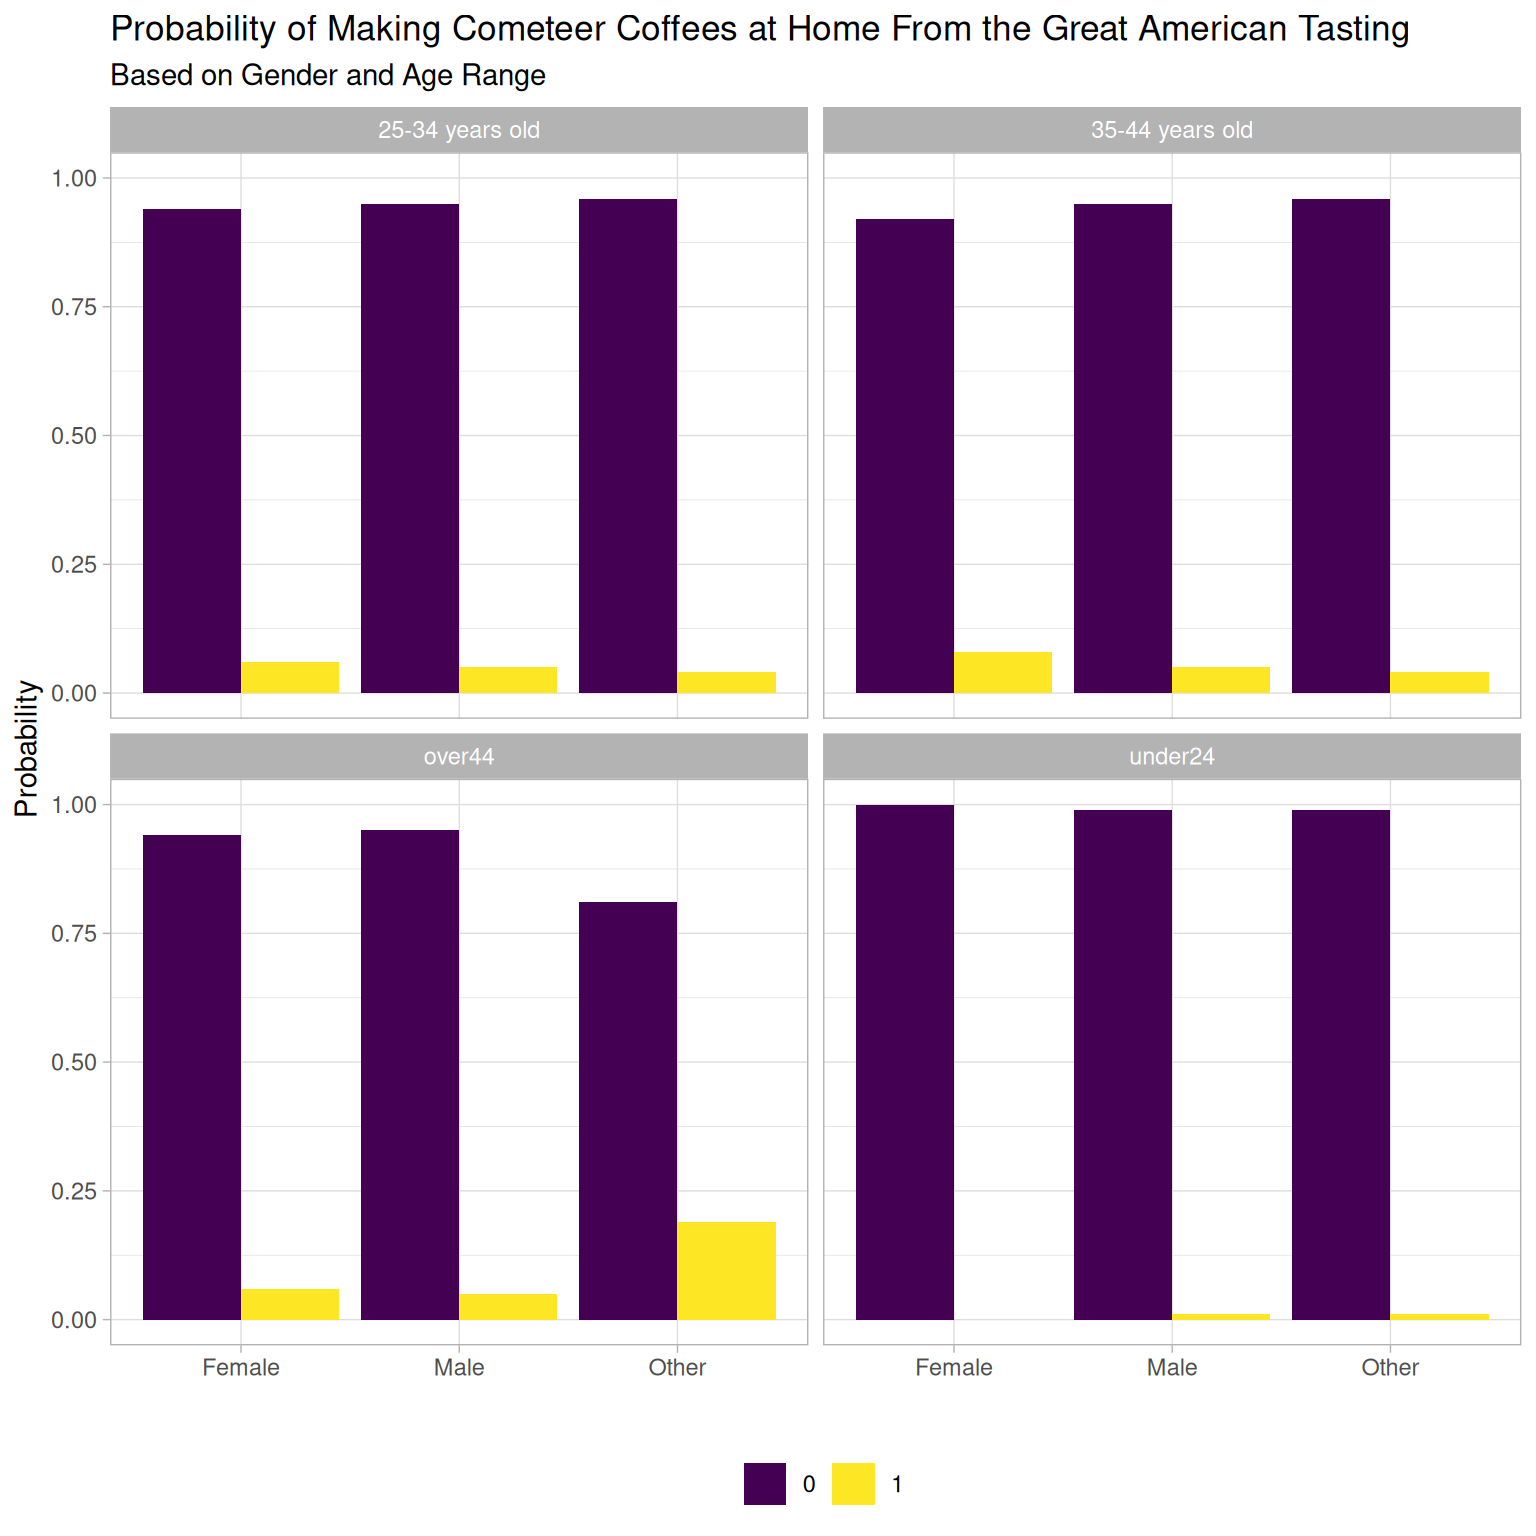 Probability of Making Cometeer Coffees at Home From the Great American Tasting
Based on Gender and Age Range
25-34 years old
35-44 years old
1.00
0.75
0.50
0.25
0.00
Probability
over44
under24
1.00
0.75
0.50
0.25
0.00
Female Male Other
Female Male Other
0 1